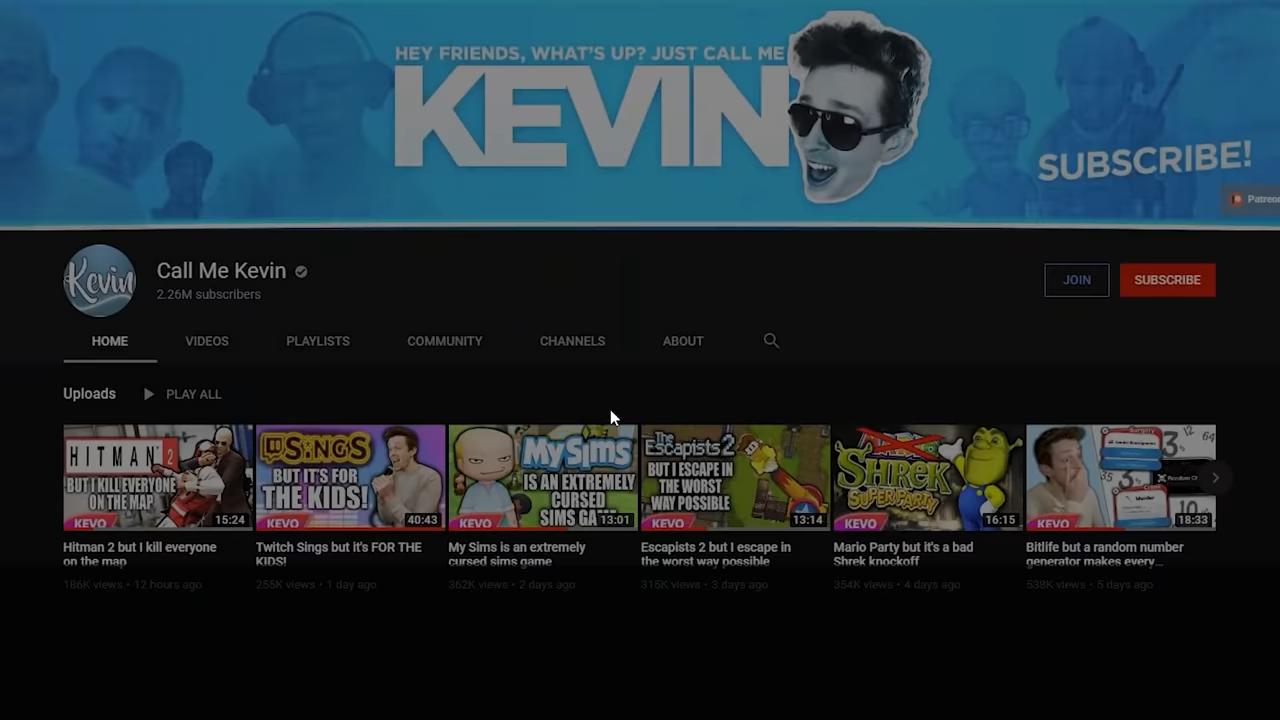 HEY FRIENDS, WHAT'S UP? JUST CALL ME
KEVIN
SUBSCRIBE!
Kevin
Call Me Kevin
2.26M subscribers
JOIN
SUBSCRIBE
HOME
VIDEOS
PLAYLISTS
COMMUNITY
CHANNELS
ABOUT
Uploads
PLAY ALL
HITMAN 2
BUT I KILL EVERYONE
ON THE MAP
KEVO
15:24
SINGS
BUT IT'S FOR
THE KIDS!
40:43
MySims
IS AN EXTREMELY
CURSED
SIMS
KEVO
13:01
The
Escapists 2
BUT I ESCAPE IN
THE WORST
WAY POSSIBLE
KEVO
13:14
SHREK
SUPER PARTY
KEVO
16:15
Murder
KEVO
18:33
Hitman 2 but I kill everyone
on the map
186K views • 12 hours ago
Twitch Sings but it's FOR THE
KIDS!
255K views • 1 day ago
My Sims is an extremely
cursed sims game
362K views • 2 days ago
Escapists 2 but I escape in
the worst way possible
315K views • 3 days ago
Mario Party but it's a bad
Shrek knockoff
354K views • 4 days ago
Bitlife but a random number
generator makes every...
538K views • 5 days ago